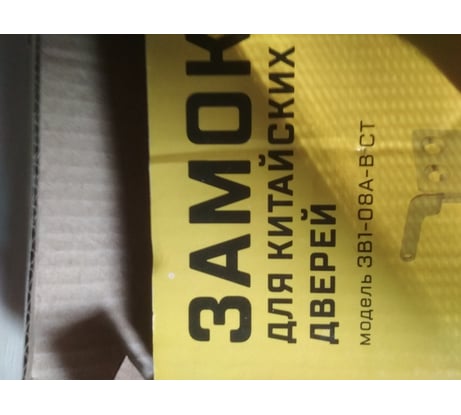 ЗАМОК
ДЛЯ КИТАЙСКИХ
ДВЕРЕЙ
модель ЗВ1-08А-В СТ